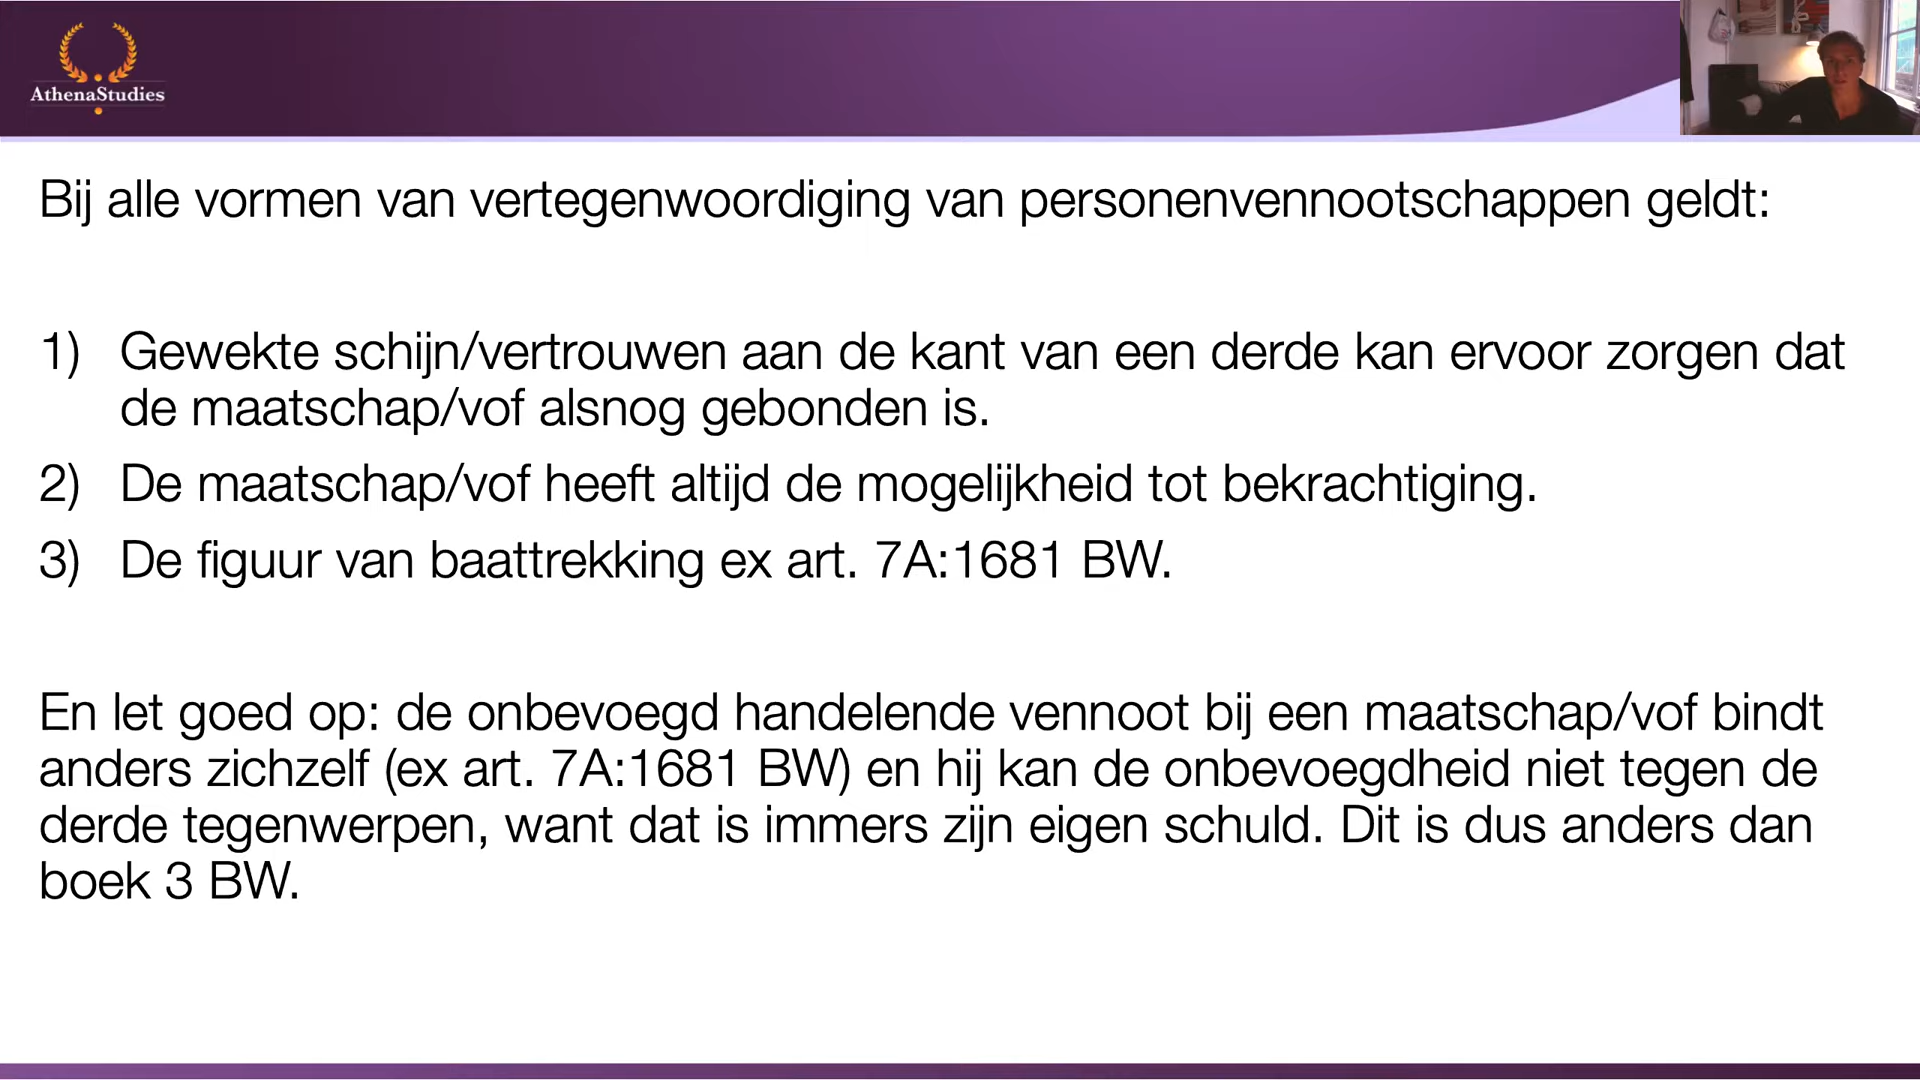 AthenaStudies
Bij alle vormen van vertegenwoordiging van personenvennootschappen geldt:
1) Gewekte schijn/vertrouwen aan de kant van een derde kan ervoor zorgen dat
de maatschap/vof alsnog gebonden is.
2) De maatschap/vof heeft altijd de mogelijkheid tot bekrachtiging.
3) De figuur van baattrekking ex art. 7A:1681 BW.
En let goed op: de onbevoegd handelende vennoot bij een maatschap/vof bindt
anders zichzelf (ex art. 7A:1681 BW) en hij kan de onbevoegdheid niet tegen de
derde tegenwerpen, want dat is immers zijn eigen schuld. Dit is dus anders dan
boek 3 BW.